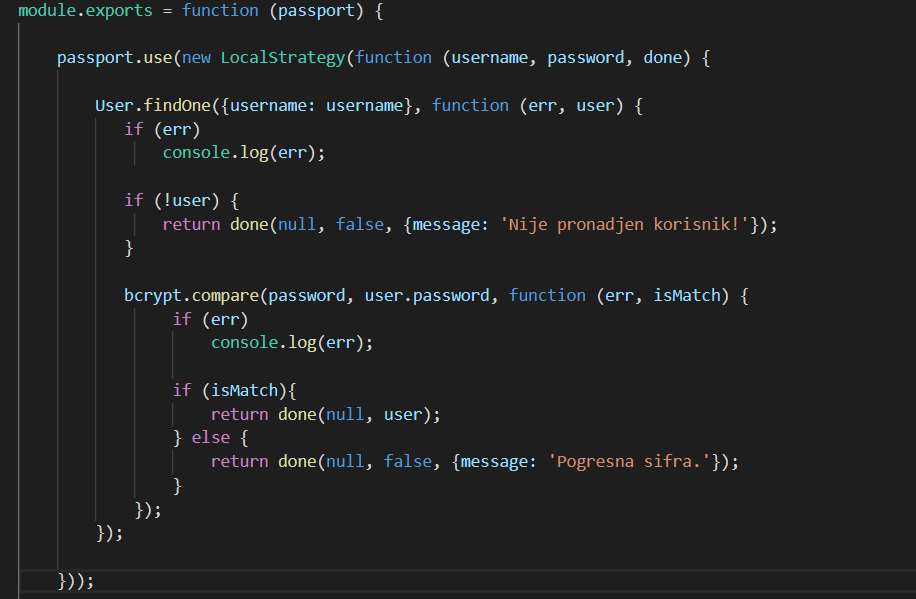 module.exports = function (passport) {
passport.use(new LocalStrategy(function (username, password, done) {
User.findOne({username: username}, function (err, user) {
if (err)
console.log(err);
if (!user) {
return done(null, false, {message: 'Nije pronadjen korisnik!'});
}
bcrypt.compare(password, user.password, function (err, isMatch) {
if (err)
console.log(err);
if (isMatch){
return done(null, user);
} else {
return done(null, false, {message: 'Pogresna sifra.'});
}
});
});
}));